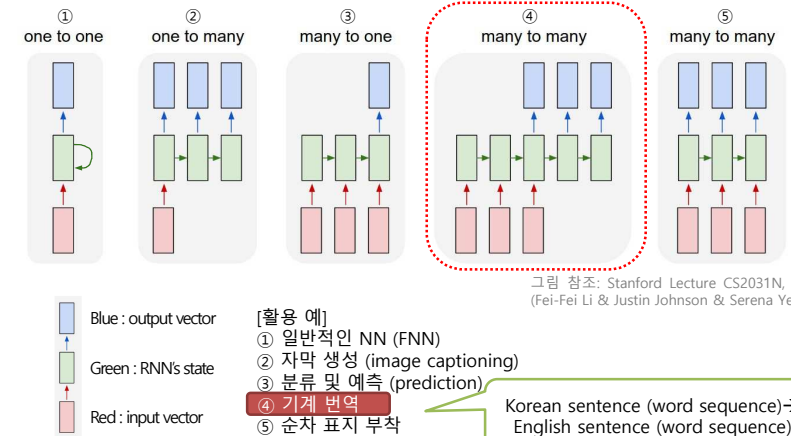 ① ② ③ ④ ⑤
one to one one to many many to one many to many many to many
그림 참조: Stanford Lecture CS2031N,
(Fei-Fei Li & Justin Johnson & Serena Ye
Blue : output vector
Green : RNN's state
Red : input vector
[활용 예]
① 일반적인 NN (FNN)
② 자막 생성 (image captioning)
③ 분류 및 예측 (prediction)
④ 기계 번역
⑤ 순차 표지 부착
Korean sentence (word sequence)→
English sentence (word sequence)